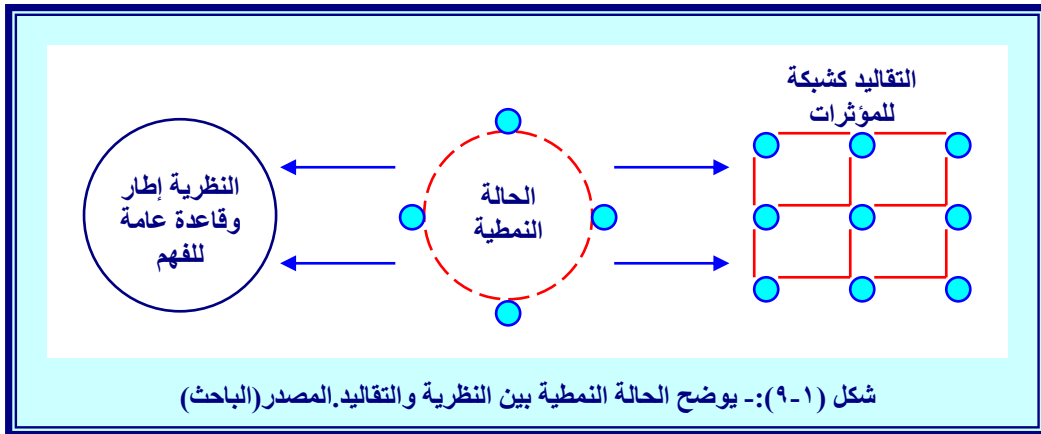 التقاليد كشبكة
للمؤثرات
الحالة
النمطية
النظرية إطار
وقاعدة عامة
للفهم
شكل (١-٩):- يوضح الحالة النمطية بين النظرية والتقاليد.المصدر(الباحث)